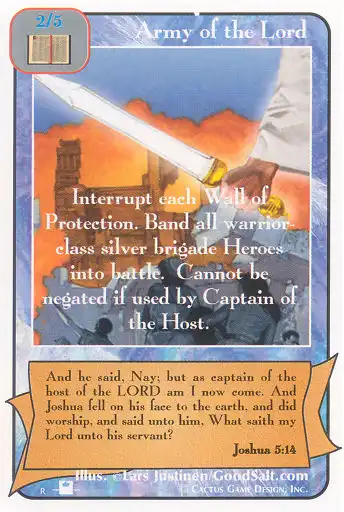 2/5
Army of the Lord
Interrupt each Wall of
Protection. Band all warrior-
class silver brigade Heroes
into battle. Cannot be
negated if used by Captain of
the Host.
And he said, Nay; but as captain of the
host of the LORD am I now come. And
Joshua fell on his face to the earth, and did
worship, and said unto him, What saith my
Lord unto his servant?
Joshua 5:14
Illus. ©Lars Justinen/GoodSalt.com
R
© Cactus Game Design, Inc.